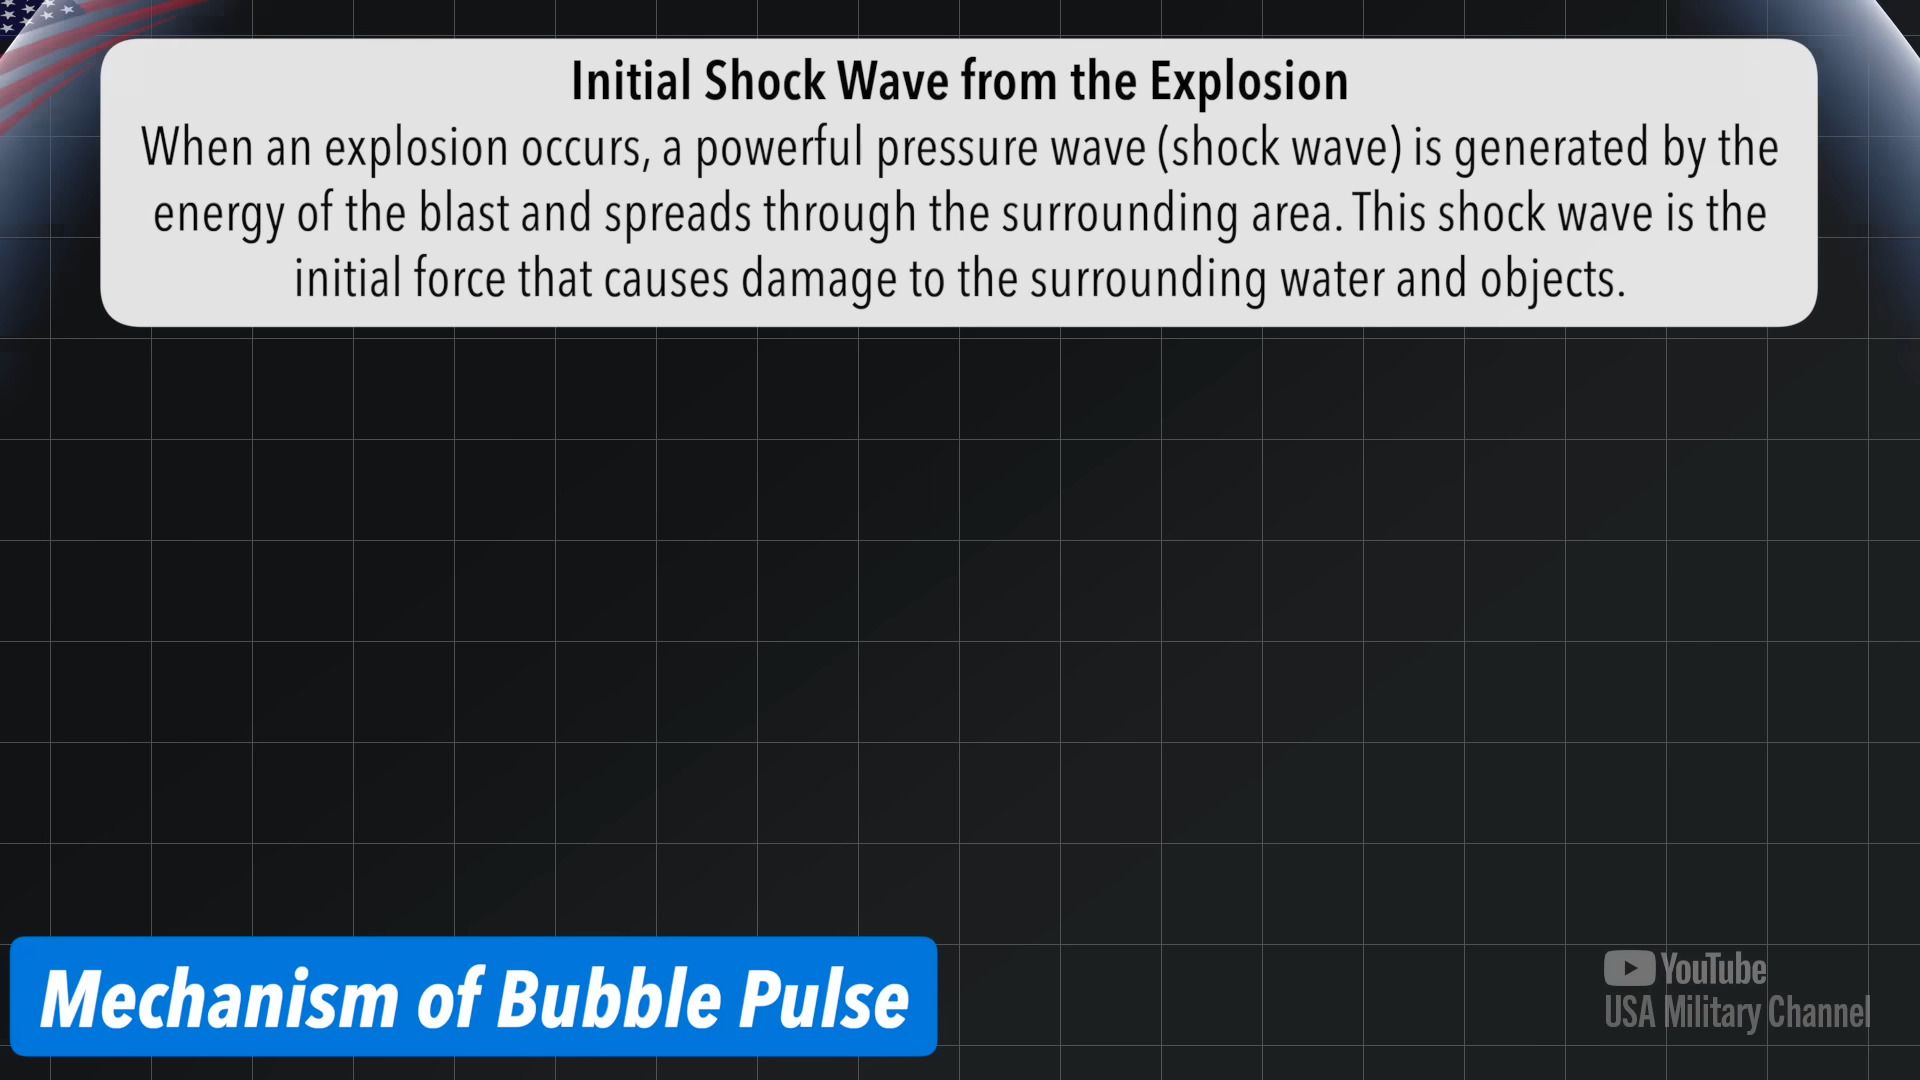 Initial Shock Wave from the Explosion
When an explosion occurs, a powerful pressure wave (shock wave) is generated by the
energy of the blast and spreads through the surrounding area. This shock wave is the
initial force that causes damage to the surrounding water and objects.
Mechanism of Bubble Pulse
YouTube
USA Military Channel